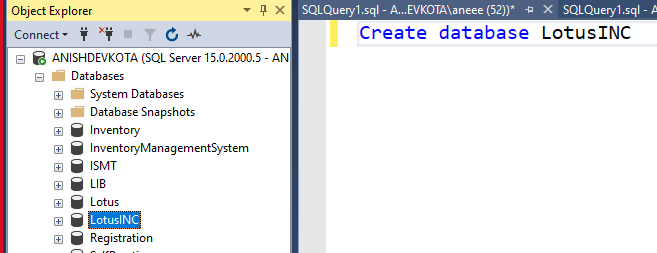 Object Explorer
Connect
ANISHDEVKOTA (SQL Server 15.0.2000.5 - AN
Databases
System Databases
Database Snapshots
Inventory
InventoryManagementSystem
ISMT
LIB
Lotus
LotusINC
Registration
SQLQuery1.sql - A...EVKOTA\aneee (52))*
SQLQuery1.sql - A
Create database LotusINC